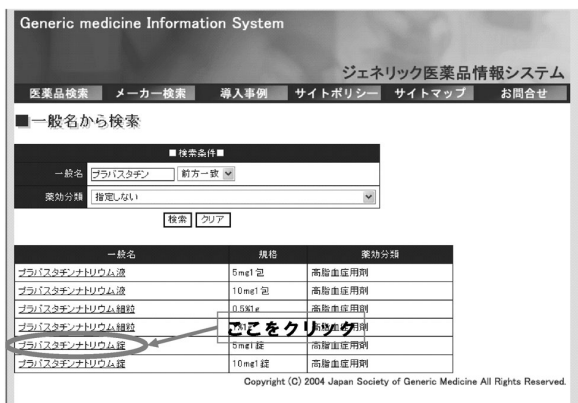 Generic medicine Information System
ジェネリック医薬品情報システム
医薬品検索 メーカー検索 導入事例 サイトポリシー サイトマップ お問合せ
■一般名から検索
■検索条件■
一般名 プラバスタチン 前方一致
薬効分類 指定しない
検索 クリア
一般名 規格 薬効分類
プラバスタチンナトリウム液 5mg1包 高脂血症用剤
プラバスタチンナトリウム液 10mg1包 高脂血症用剤
プラバスタチンナトリウム細粒 0.5%1g 高脂血症用剤
プラバスタチンナトリウム細粒 1%1g 高脂血症用剤
ここをクリック
プラバスタチンナトリウム錠 5mg1錠 高脂血症用剤
プラバスタチンナトリウム錠 10mg1錠 高脂血症用剤
Copyright (C) 2004 Japan Society of Generic Medicine All Rights Reserved.